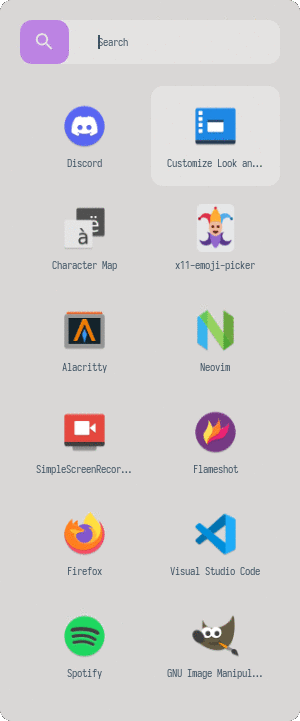 Search
Discord
Customize Look an...
ë
à
Character Map
x11-emoji-picker
Alacritty
Neovim
SimpleScreenRecor...
Flameshot
Firefox
Visual Studio Code
Spotify
GNU Image Manipul...